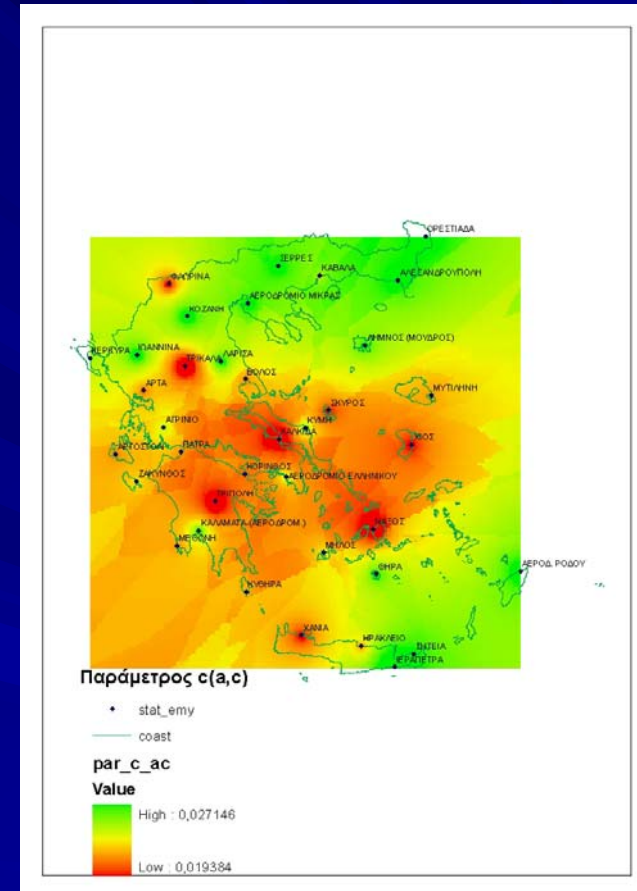 ΟΡΕΣΤΙΑΔΑ
ΣΕΡΡΕΣ
ΚΑΒΑΛΑ
ΑΛΕΞΑΝΔΡΟΥΠΟΛΗ
ΦΛΩΡΙΝΑ
ΑΕΡΟΔΡΟΜΙΟ ΜΙΚΡΑΣ
ΚΟΖΑΝΗ
ΛΗΜΝΟΣ (ΜΟΥΔΡΟΣ)
ΚΕΡΚΥΡΑ
ΙΩΑΝΝΙΝΑ
ΤΡΙΚΑΛΑ
ΛΑΡΙΣΑ
ΒΟΛΟΣ
ΑΡΤΑ
ΜΥΤΙΛΗΝΗ
ΣΚΥΡΟΣ
ΑΓΡΙΝΙΟ
ΚΥΜΗ
ΧΑΛΚΙΔΑ
ΧΙΟΣ
ΑΡΓΟΣΤΟΛΙ
ΠΑΤΡΑ
ΚΟΡΙΝΘΟΣ
ΑΕΡΟΔΡΟΜΙΟ ΕΛΛΗΝΙΚΟΥ
ΖΑΚΥΝΘΟΣ
ΤΡΙΠΟΛΗ
ΚΑΛΑΜΑΤΑ (ΑΕΡΟΔΡΟΜ.)
ΝΑΞΟΣ
ΜΕΘΩΝΗ
ΜΗΛΟΣ
ΘΗΡΑ
ΑΕΡΟΔ. ΡΟΔΟΥ
ΚΥΘΗΡΑ
ΧΑΝΙΑ
ΗΡΑΚΛΕΙΟ
ΣΗΤΕΙΑ
ΙΕΡΑΠΕΤΡΑ
Παράμετρος c(a,c)
stat_emy
coast
par_c_ac
Value
High : 0,027146
Low : 0,019384